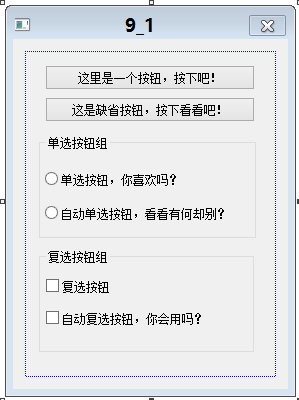 9_1
这里是一个按钮，按下吧！
这是缺省按钮，按下看看吧！
单选按钮组
单选按钮，你喜欢吗？
自动单选按钮，看看有何却别？
复选按钮组
复选按钮
自动复选按钮，你会用吗？